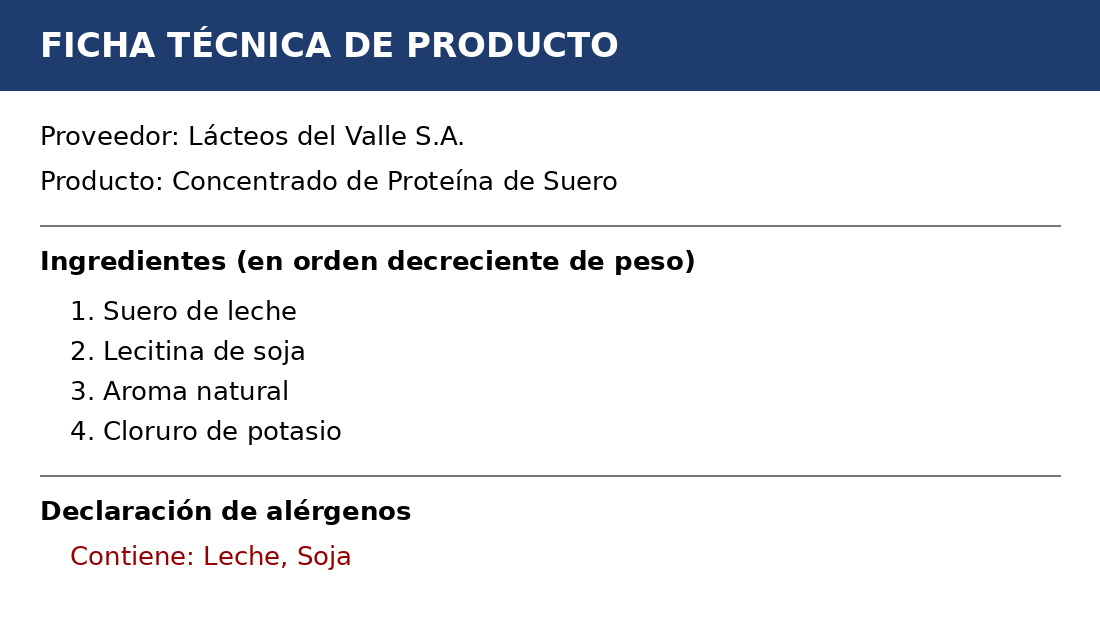 FICHA TÉCNICA DE PRODUCTO
Proveedor: Lácteos del Valle S.A.
Producto: Concentrado de Proteína de Suero
Ingredientes (en orden decreciente de peso)
1. Suero de leche
2. Lecitina de soja
3. Aroma natural
4. Cloruro de potasio
Declaración de alérgenos
Contiene: Leche, Soja